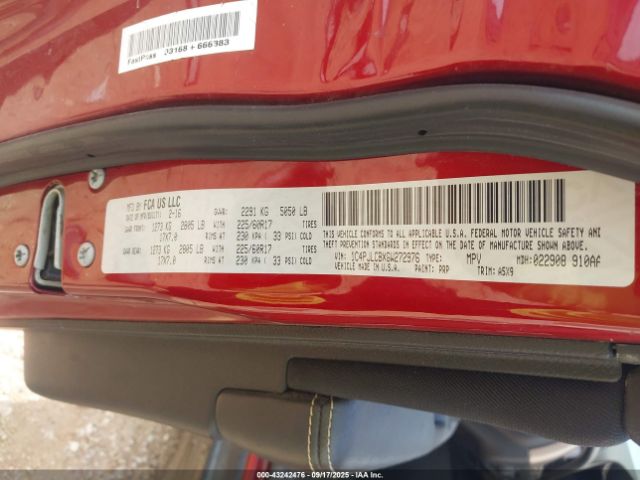 FastPass 03168 + 666383
MFD BY FCA US LLC
DATE OF MFR 2-16 GVWR: 2291 KG 5050 LB
GAWR FRONT: 1273 KG 2805 LB WITH 225/60R17 TIRES
17X7.0 RIMS AT 230 KPA ( 33 PSI) COLD
GAWR REAR: 1273 KG 2805 LB WITH 225/60R17 TIRES
17X7.0 RIMS AT 230 KPA ( 33 PSI) COLD
THIS VEHICLE CONFORMS TO ALL APPLICABLE U.S.A. FEDERAL MOTOR VEHICLE SAFETY, BUMPER AND
THEFT PREVENTION STANDARDS IN EFFECT ON THE DATE OF MANUFACTURE SHOWN ABOVE.
VIN: 1C4PJLCBXGW272976 TYPE: MPV MDH: 022908 910AF
VEHICLE MADE IN U.S.A. PAINT: PRP TRIM: A5X9
000-43242476 - 09/17/2025 - IAA Inc.